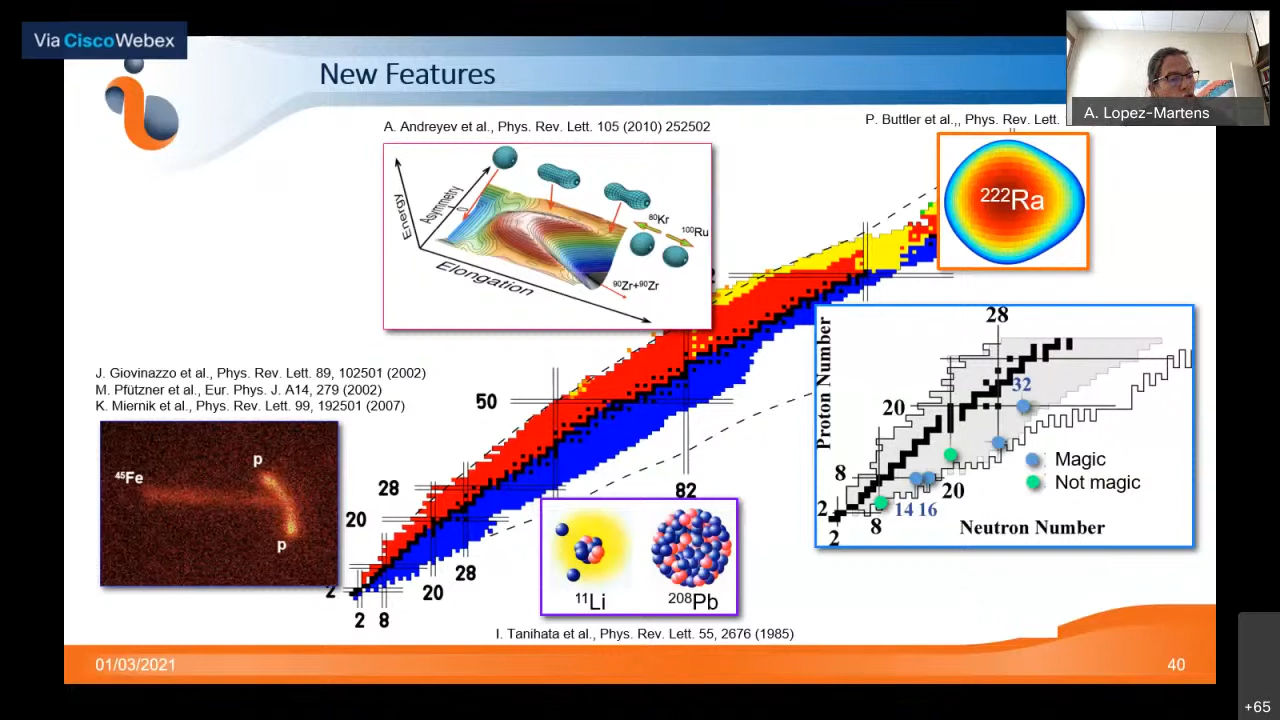 Via Cisco Webex
New Features
A. Lopez-Martens
A. Andreyev et al., Phys. Rev. Lett. 105 (2010) 252502
P. Buttler et al.,, Phys. Rev. Lett.
Energy
Asymmetry
0
Elongation
80Kr
100Ru
90Zr+90Zr
222Ra
J. Giovinazzo et al., Phys. Rev. Lett. 89, 102501 (2002)
M. Pfützner et al., Eur. Phys. J. A14, 279 (2002)
K. Miernik et al., Phys. Rev. Lett. 99, 192501 (2007)
45Fe
p
p
50
28
20
2
82
28
20
2 8
2
Proton Number
28
32
20
8
2
20
14 16
8
2
Magic
Not magic
Neutron Number
11Li
208Pb
I. Tanihata et al., Phys. Rev. Lett. 55, 2676 (1985)
01/03/2021
40
+65